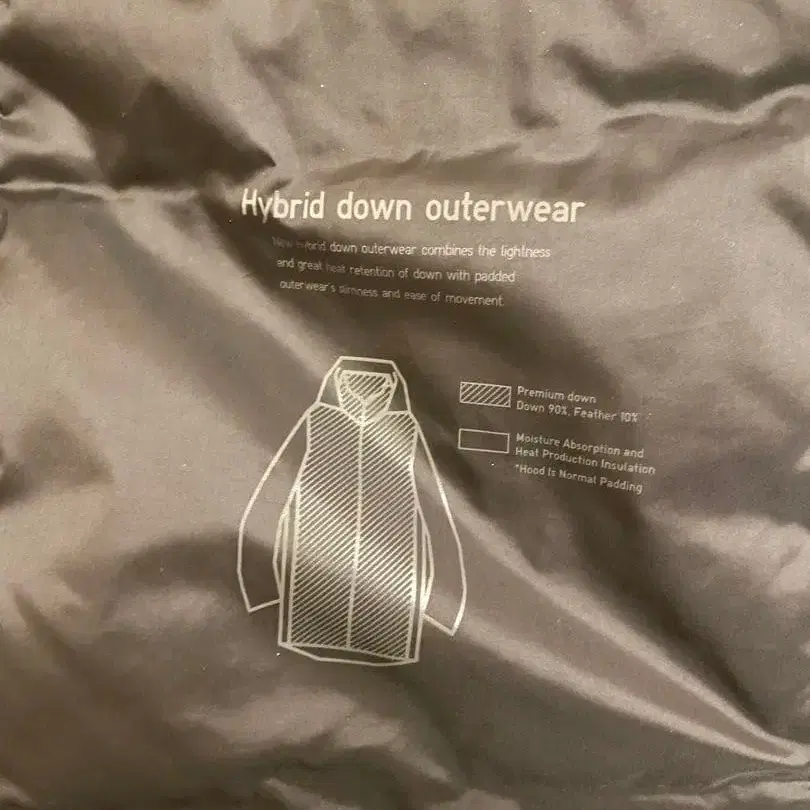 Hybrid down outerwear
New hybrid down outerwear combines the lightness
and great heat retention of down with padded
outerwear's slimness and ease of movement.
Premium down
Down 90%, Feather 10%
Moisture Absorption and
Heat Production Insulation
*Hood Is Normal Padding